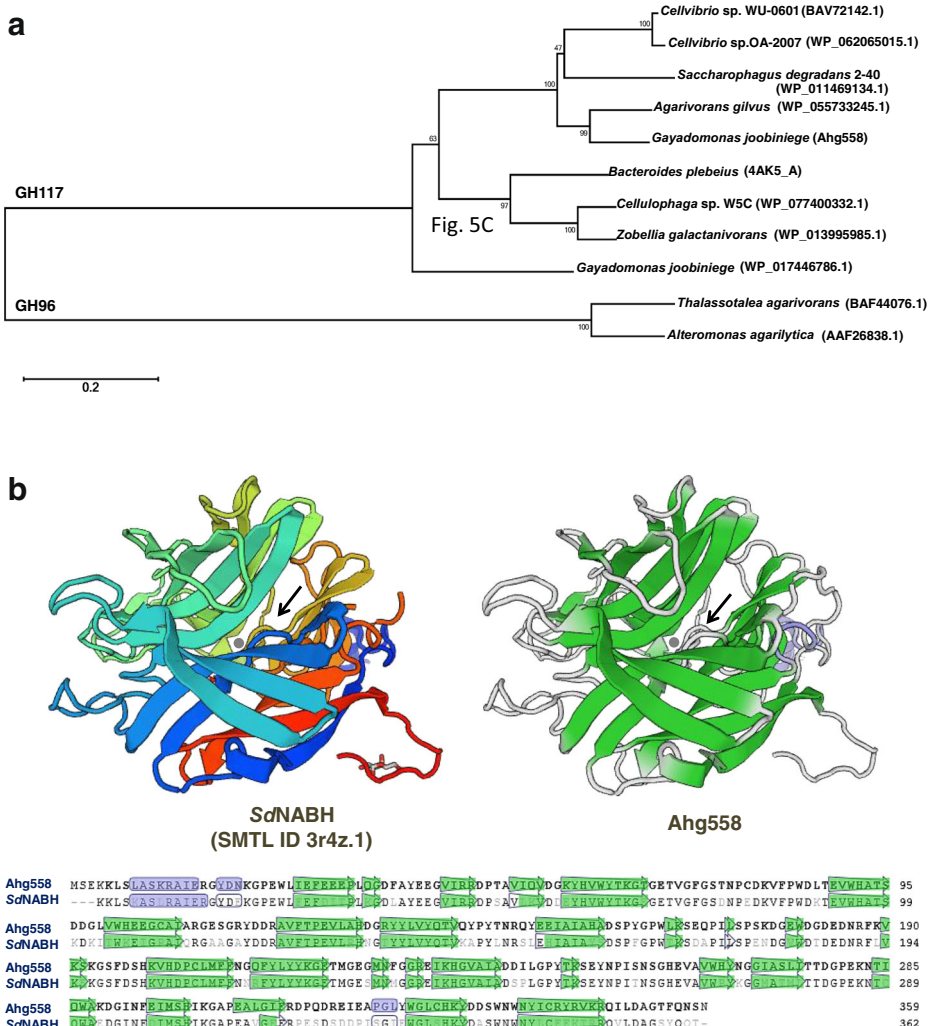 a
Cellvibrio sp. WU-0601 (BAV72142.1)
100
Cellvibrio sp.OA-2007 (WP_062065015.1)
47
Saccharophagus degradans 2-40
(WP_011469134.1)
100
Agarivorans gilvus (WP_055733245.1)
99
Gayadomonas joobiniege (Ahg558)
63
Bacteroides plebeius (4AK5_A)
GH117
97
Cellulophaga sp. W5C (WP_077400332.1)
Fig. 5C
100
Zobellia galactanivorans (WP_013995985.1)
Gayadomonas joobiniege (WP_017446786.1)
GH96
Thalassotalea agarivorans (BAF44076.1)
100
Alteromonas agarilytica (AAF26838.1)
0.2
b
SdNABH
(SMTL ID 3r4z.1)
Ahg558
Ahg558 MSEKKLSLASKRAIERGYDNKGPEWLIEFEEEPLQGDFAYEEGVIRRDPTAVIQVDGKYHVWYTKGTGETVGFGSTNPCDKVFPWDLTEVWHATS 95
SdNABH 99
Ahg558 DDGLVWHEEGCAIARGESGRYDDRAVFTPEVLAHDGRYYLVYQTVQYPYTNRQYEEIAIAHADSPYGPWLKSEQPILSPSKDGEWDGDEDNRFKV 190
SdNABH 194
Ahg558 KSKGSFDSHKVHDPCLMFFNGQFYLYYKGETMGEGMNFGGREIKHGVAIADDILGPYTKSEYNPISNSGHEVAVWHYNGGIASLITTDGPEKNTI 285
SdNABH 289
Ahg558 QWAKDGINFEIMSHIKGAPEALGIFRDPQDREIEAPGLYWGLCHKYDDSWNWNYICRYRVKRQILDAGTFQNSN 359
SdNABH 362